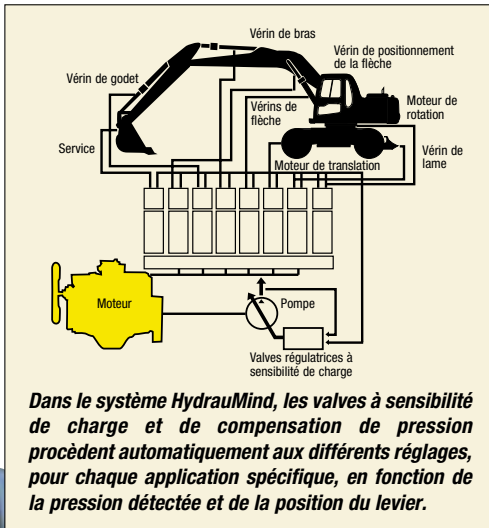 Vérin de bras
Vérin de positionnement
de la flèche
Vérin de godet
Moteur de
rotation
Vérins de
flèche
Service
Vérin de
lame
Moteur de translation
Moteur
Pompe
Valves régulatrices à
sensibilité de charge
Dans le système HydrauMind, les valves à sensibilité
de charge et de compensation de pression
procèdent automatiquement aux différents réglages,
pour chaque application spécifique, en fonction de
la pression détectée et de la position du levier.